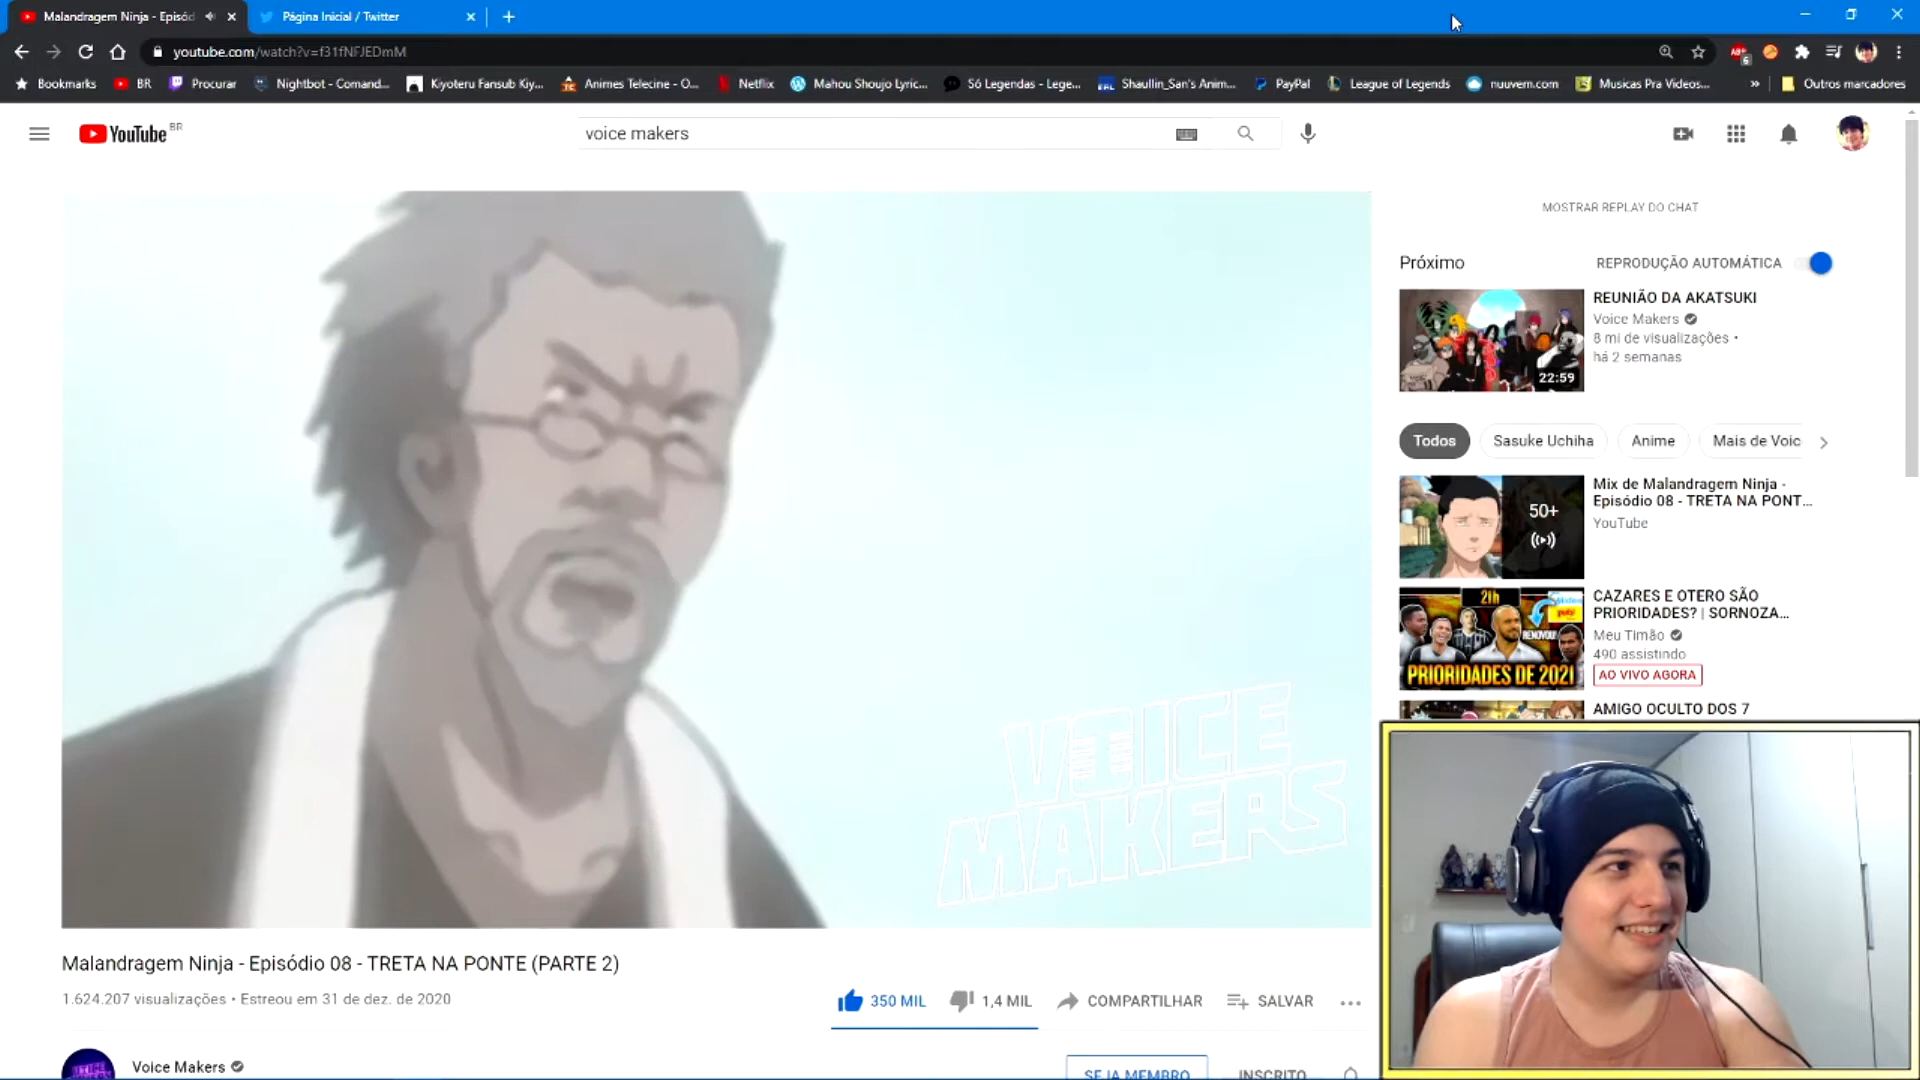 Malandragem Ninja - Episód
Página Inicial / Twitter
youtube.com/watch?v=f31fNFJEDmM
Bookmarks
BR
Procurar
Nightbot - Comand...
Kiyoteru Fansub Kiy...
Animes Telecine - O...
Netflix
Mahou Shoujo Lyric...
Só Legendas - Lege...
Shaullin_San's Anim...
PayPal
League of Legends
nuuvem.com
Musicas Pra Videos...
»
Outros marcadores
YouTube BR
voice makers
MOSTRAR REPLAY DO CHAT
Próximo
REPRODUÇÃO AUTOMÁTICA
REUNIÃO DA AKATSUKI
Voice Makers
8 mi de visualizações •
há 2 semanas
22:59
Todos
Sasuke Uchiha
Anime
Mais de Voic
50+
Mix de Malandragem Ninja -
Episódio 08 - TRETA NA PONT...
YouTube
21h
RENOVOU
PRIORIDADES DE 2021
CAZARES E OTERO SÃO
PRIORIDADES? | SORNOZA...
Meu Timão
490 assistindo
AO VIVO AGORA
AMIGO OCULTO DOS 7
VOICE
MAKERS
Malandragem Ninja - Episódio 08 - TRETA NA PONTE (PARTE 2)
1.624.207 visualizações • Estreou em 31 de dez. de 2020
350 MIL
1,4 MIL
COMPARTILHAR
SALVAR
Voice Makers
SEJA MEMBRO
INSCRITO